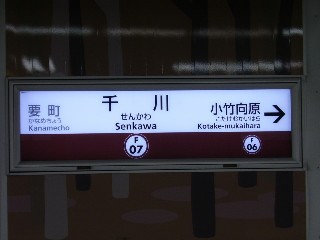 要町
かなめちょう
Kanamecho
千川
せんかわ
Senkawa
F
07
小竹向原
こたけむかいはら
Kotake-mukaihara
F
06